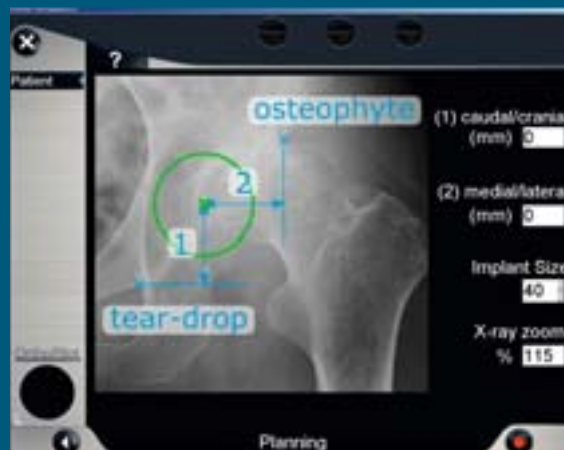 ?
Patient
osteophyte
(1) caudal/crania
(mm) 0
2
(2) medial/latera
(mm) 0
1
Implant Size
40
tear-drop
X-ray zoom
% 115
OrthoPilot
Planning